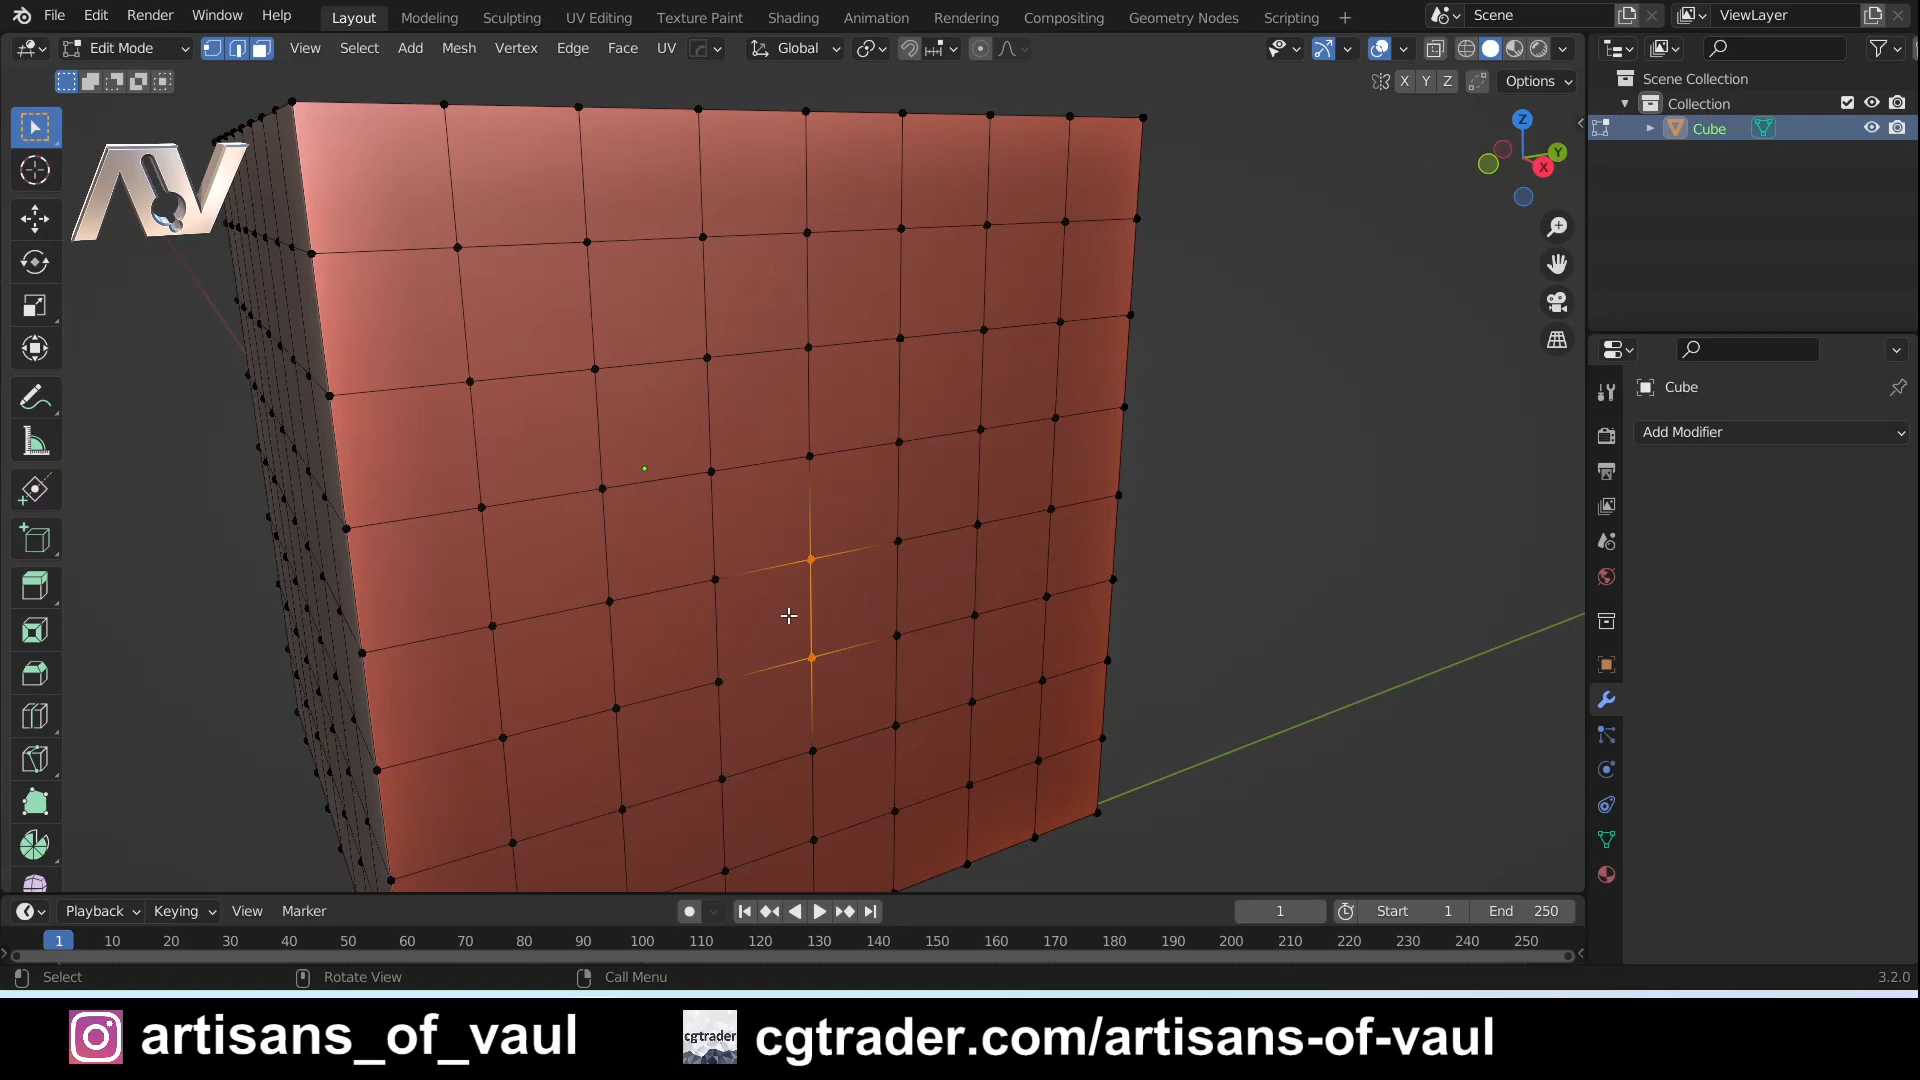 File Edit Render Window Help Layout Modeling Sculpting UV Editing Texture Paint Shading Animation Rendering Compositing Geometry Nodes Scripting + Scene ViewLayer
Edit Mode View Select Add Mesh Vertex Edge Face UV Global
X Y Z Options
Scene Collection
Collection
Cube
Z
Y
X
Cube
Add Modifier
Playback Keying View Marker 1 Start 1 End 250
1 10 20 30 40 50 60 70 80 90 100 110 120 130 140 150 160 170 180 190 200 210 220 230 240 250
Select Rotate View Call Menu 3.2.0
artisans_of_vaul cgtrader cgtrader.com/artisans-of-vaul